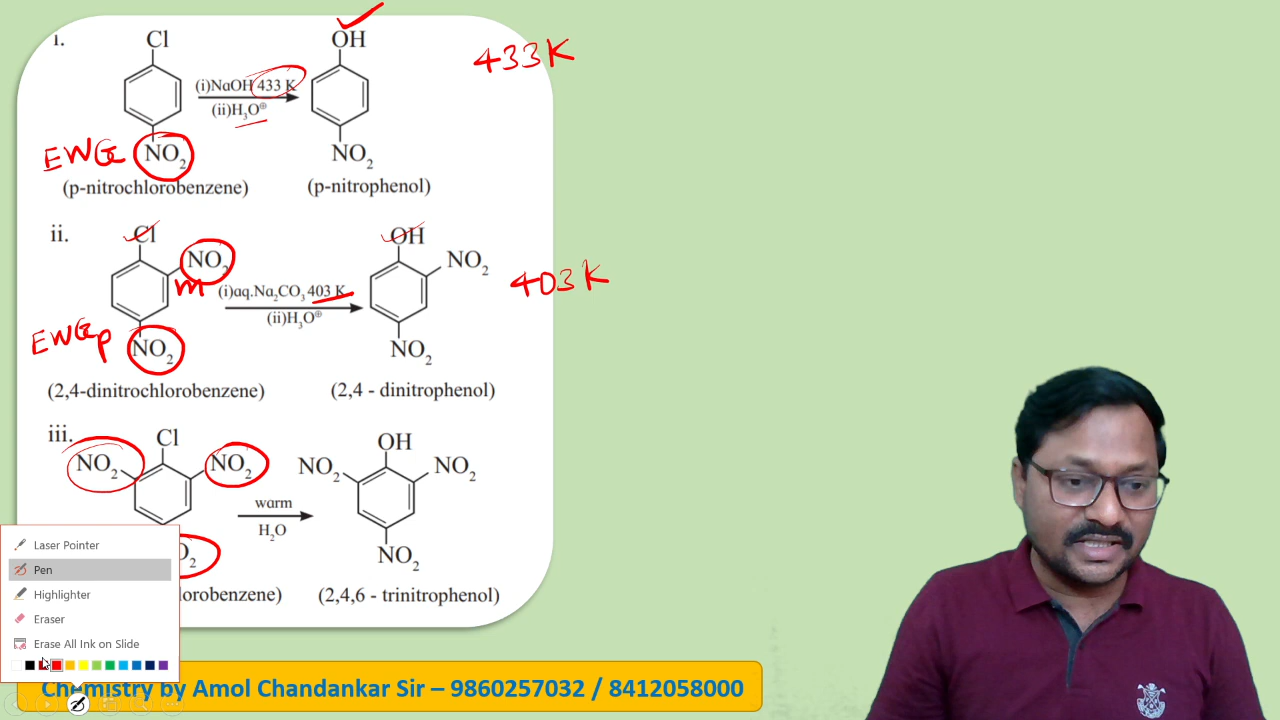 i.
Cl
OH
433 K
(i)NaOH 433 K
(ii)H3O⊕
EWG
NO2
NO2
(p-nitrochlorobenzene)
(p-nitrophenol)
ii.
Cl
OH
NO2
NO2
m
(i)aq.Na2CO3 403 K
403 K
(ii)H3O⊕
EWG
p
NO2
NO2
(2,4-dinitrochlorobenzene)
(2,4 - dinitrophenol)
iii.
Cl
OH
NO2
NO2
NO2
NO2
warm
H2O
O2
NO2
lorobenzene)
(2,4,6 - trinitrophenol)
Laser Pointer
Pen
Highlighter
Eraser
Erase All Ink on Slide
Chemistry by Amol Chandankar Sir – 9860257032 / 8412058000